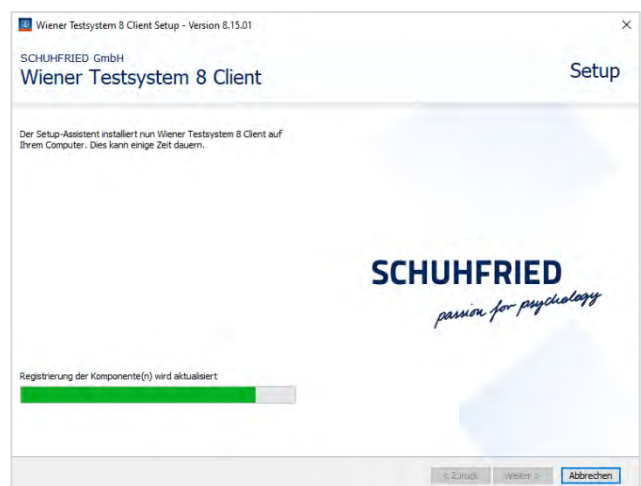 Wiener Testsystem 8 Client Setup - Version 8.15.01
SCHUHFRIED GmbH
Wiener Testsystem 8 Client
Setup
Der Setup-Assistent installiert nun Wiener Testsystem 8 Client auf
Ihrem Computer. Dies kann einige Zeit dauern.
SCHUHFRIED
passion for psychology
Registrierung der Komponente(n) wird aktualisiert
< Zurück Weiter > Abbrechen